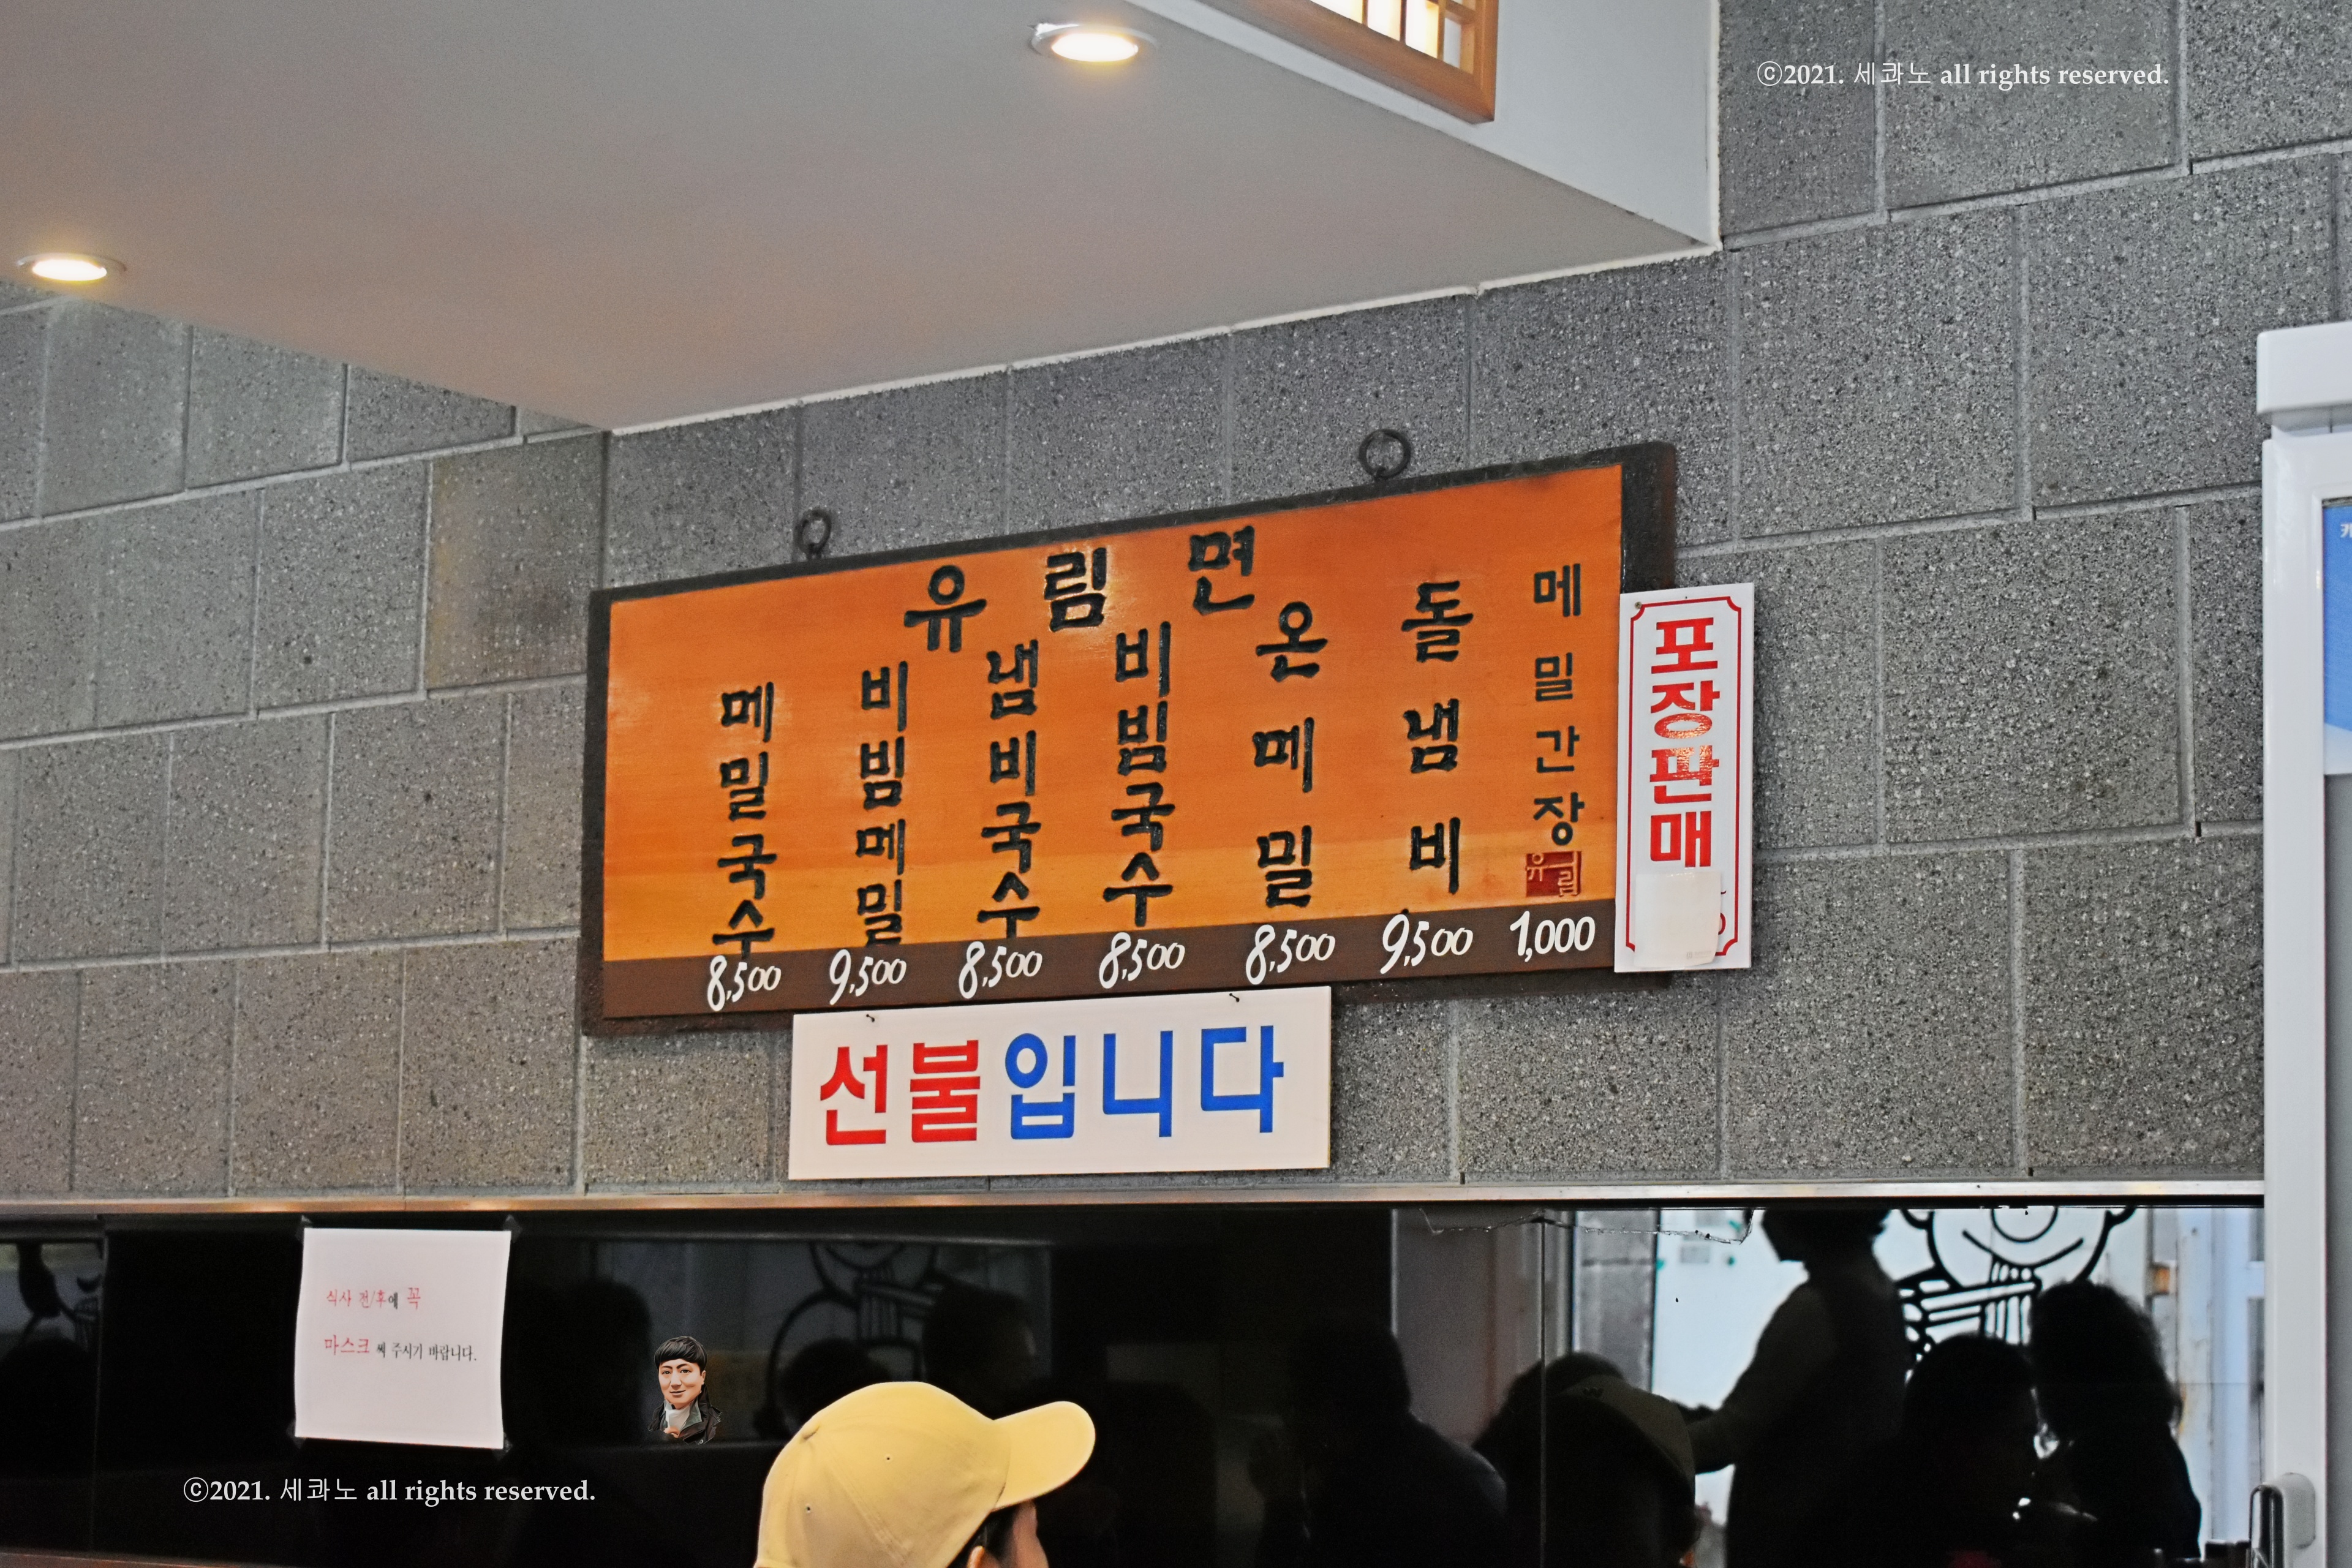 ⓒ2021. 세콰노 all rights reserved.
유림면
메밀국수
8,500
비빔메밀
9,500
냄비국수
8,500
비빔국수
8,500
온메밀
8,500
돌냄비
9,500
메밀간장
유림
1,000
포장판매
선불입니다
식사 전/후에 꼭
마스크 써 주시기 바랍니다.
ⓒ2021. 세콰노 all rights reserved.